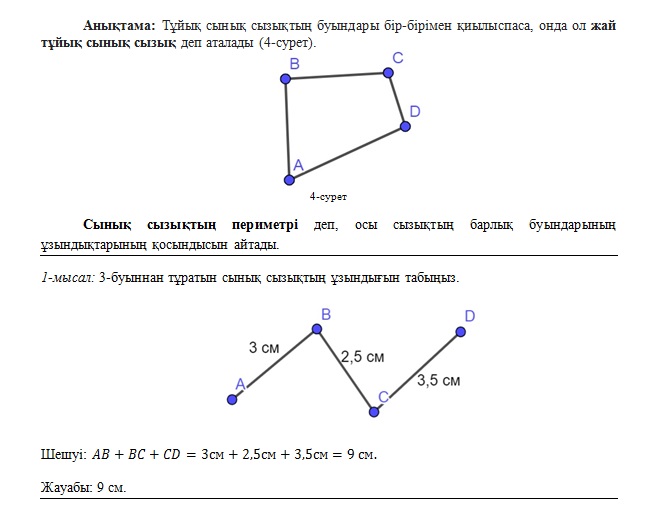 Анықтама: Тұйық сынық сызықтың буындары бір-бірімен қиылыспаса, онда ол жай
тұйық сынық сызық деп аталады (4-сурет).
B
C
D
A
4-сурет
Сынық сызықтың периметрі деп, осы сызықтың барлық буындарының
ұзындықтарының қосындысын айтады.
1-мысал: 3-буыннан тұратын сынық сызықтың ұзындығын табыңыз.
B
D
3 см
2,5 см
A
3,5 см
C
Шешуі: AB + BC + CD = 3см + 2,5см + 3,5см = 9 см.
Жауабы: 9 см.